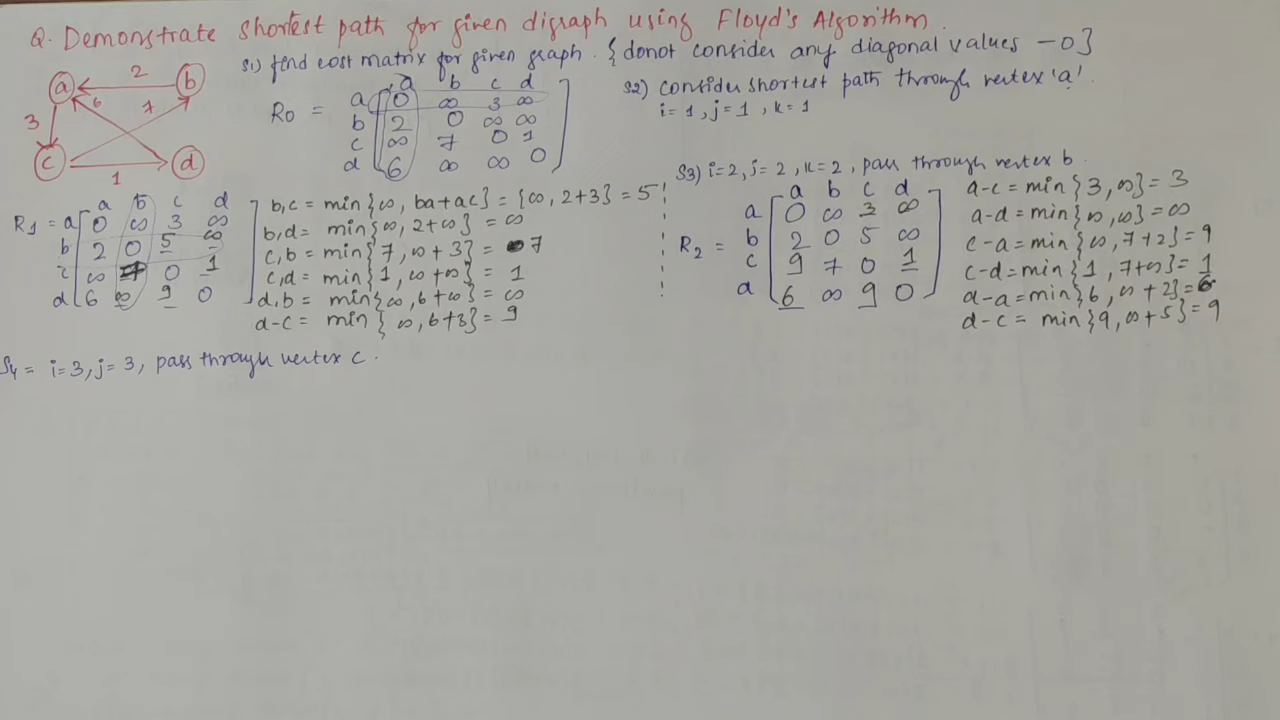 Q. Demonstrate shortest path for given digraph using Floyd's Algorithm.
S1) find cost matrix for given graph. {donot consider any diagonal values -0}
a 2 b
6 7
3
c 1 d
R0 =
a b c d
a 0 ∞ 3 ∞
b 2 0 ∞ ∞
c ∞ 7 0 1
d 6 ∞ ∞ 0
S2) consider shortest path through vertex 'a'.
i=1, j=1, k=1
R1 =
a b c d
a 0 ∞ 3 ∞
b 2 0 5 ∞
c ∞ 7 0 1
d 6 ∞ 9 0
b,c = min{∞, ba+ac} = {∞, 2+3} = 5
b,d = min{∞, 2+∞} = ∞
c,b = min{7, ∞+3} = 7
c,d = min{1, ∞+∞} = 1
d,b = min{∞, 6+∞} = ∞
d-c = min{∞, 6+3} = 9
S3) i=2, j=2, k=2, pass through vertex b.
R2 =
a b c d
a 0 ∞ 3 ∞
b 2 0 5 ∞
c 9 7 0 1
d 6 ∞ 9 0
a-c = min{3, ∞} = 3
a-d = min{∞, ∞} = ∞
c-a = min{∞, 7+2} = 9
c-d = min{1, 7+∞} = 1
d-a = min{6, ∞+2} = 6
d-c = min{9, ∞+5} = 9
S4 = i=3, j=3, pass through vertex c.